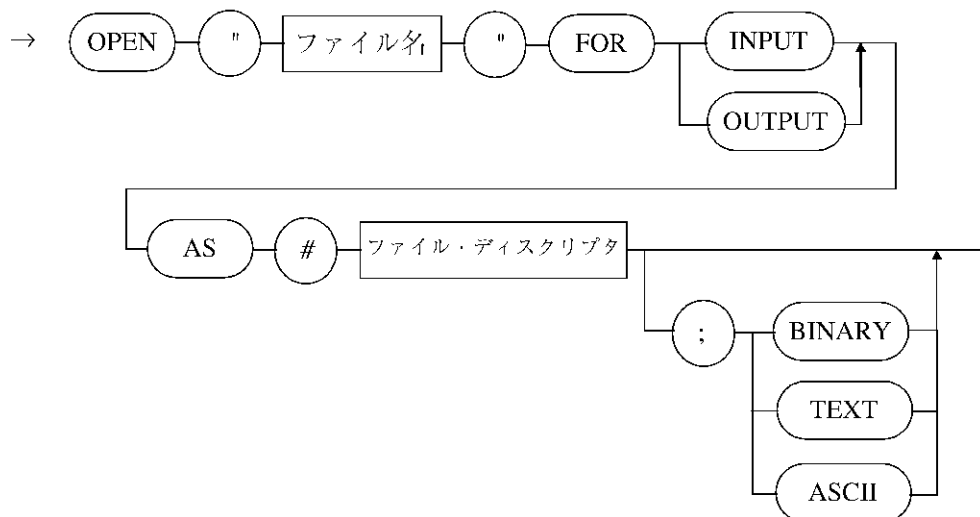 → OPEN " ファイル名 " FOR INPUT
OUTPUT
AS # ファイル・ディスクリプタ
; BINARY
TEXT
ASCII